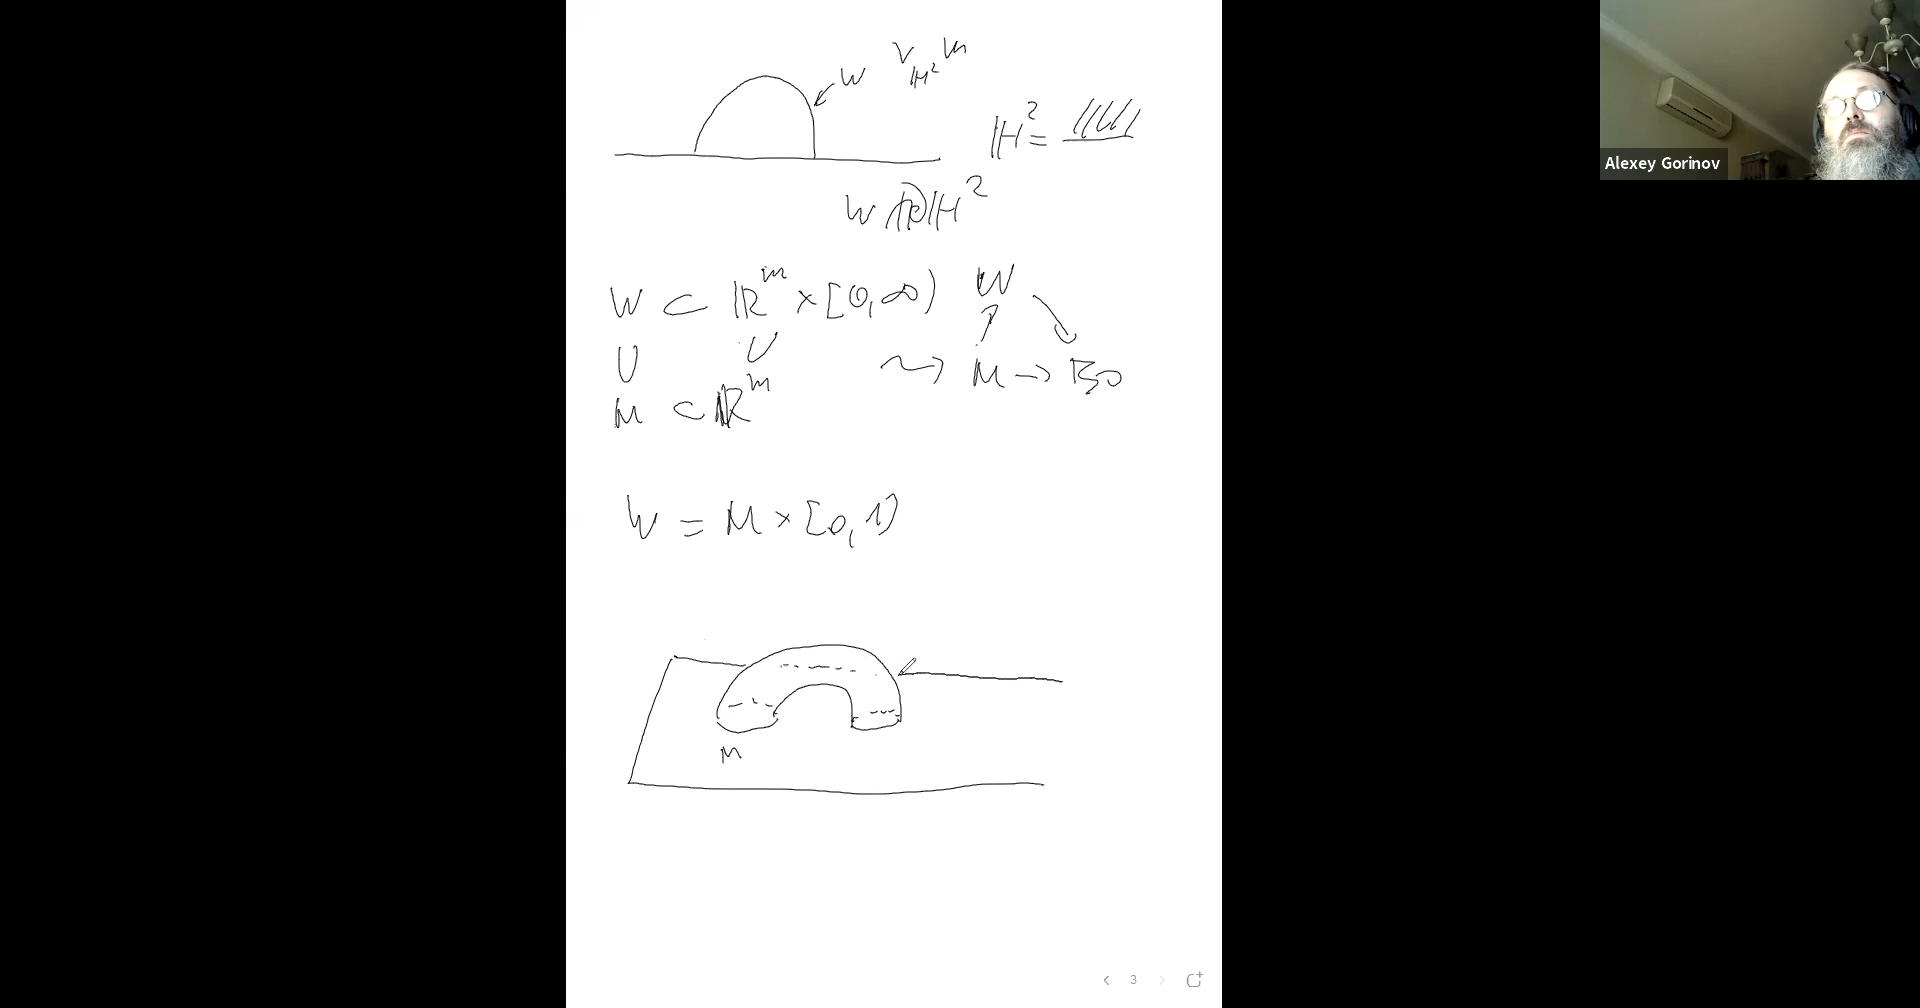 W ν_{ℍ²} W
ℍ² =
W ⋔ ∂ℍ²
W ⊂ ℝ^m × [0, ∞) W
∪ ∪ ↑ ↘
M ⊂ ℝ^m ⇝ M → BO
W = M × [0, 1]
M
3
Alexey Gorinov